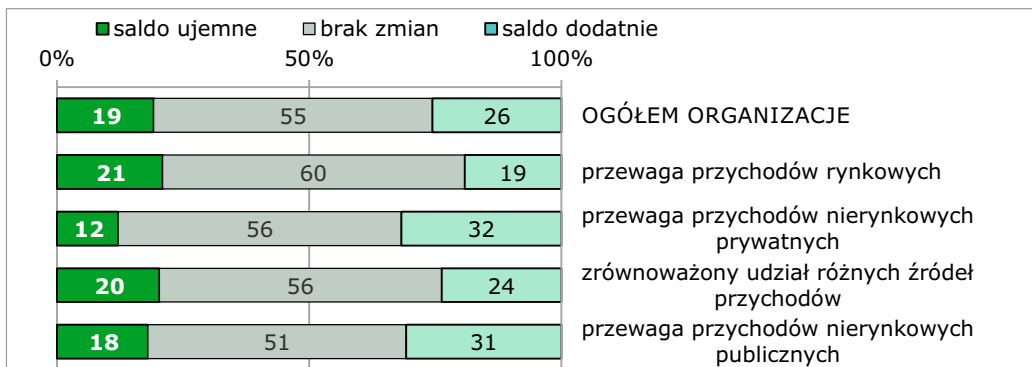 saldo ujemne brak zmian saldo dodatnie
0% 50% 100%
19 55 26 OGÓŁEM ORGANIZACJE
21 60 19 przewaga przychodów rynkowych
12 56 32 przewaga przychodów nierynkowych
prywatnych
20 56 24 zrównoważony udział różnych źródeł
przychodów
18 51 31 przewaga przychodów nierynkowych
publicznych